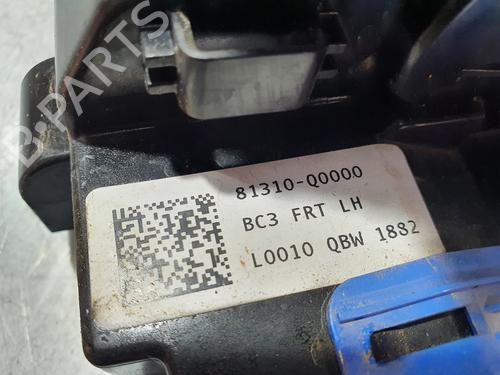 B-PARTS
81310-Q0000
BC3 FRT LH
L0010 QBW 1882